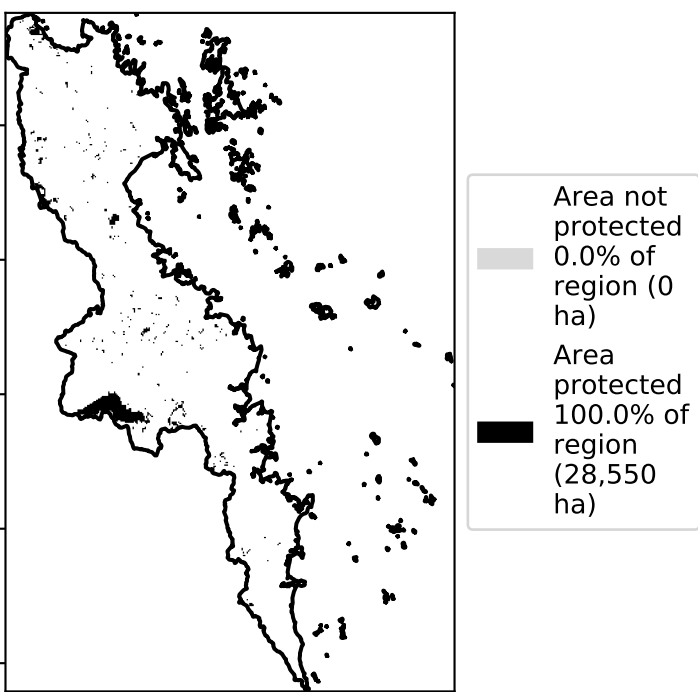 Area not
protected
0.0% of
region (0
ha)
Area
protected
100.0% of
region
(28,550
ha)